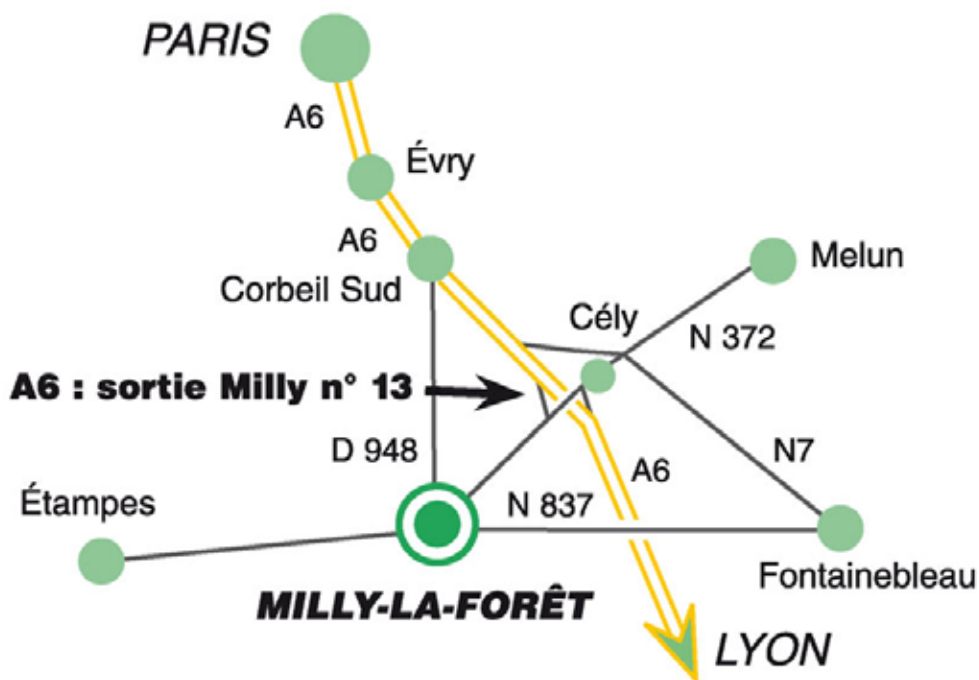 PARIS
A6
Évry
A6
Corbeil Sud
Melun
Cély
N 372
A6 : sortie Milly n° 13
D 948
N7
A6
Étampes
N 837
Fontainebleau
MILLY-LA-FORÊT
LYON